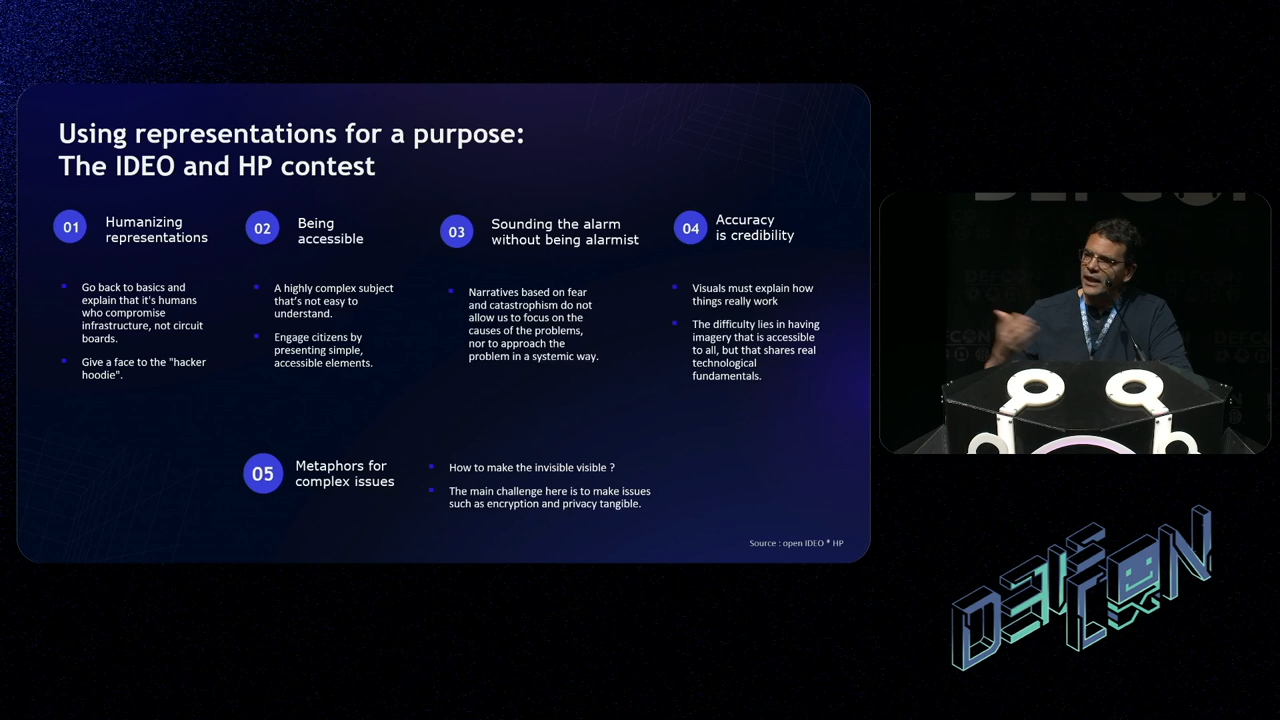 Using representations for a purpose:
The IDEO and HP contest
01
Humanizing
representations
Go back to basics and
explain that it's humans
who compromise
infrastructure, not circuit
boards.
Give a face to the "hacker
hoodie".
02
Being
accessible
A highly complex subject
that's not easy to
understand.
Engage citizens by
presenting simple,
accessible elements.
03
Sounding the alarm
without being alarmist
Narratives based on fear
and catastrophism do not
allow us to focus on the
causes of the problems,
nor to approach the
problem in a systemic way.
04
Accuracy
is credibility
Visuals must explain how
things really work
The difficulty lies in having
imagery that is accessible
to all, but that shares real
technological
fundamentals.
05
Metaphors for
complex issues
How to make the invisible visible ?
The main challenge here is to make issues
such as encryption and privacy tangible.
Source : open IDEO * HP
DEFCON
DEFCON